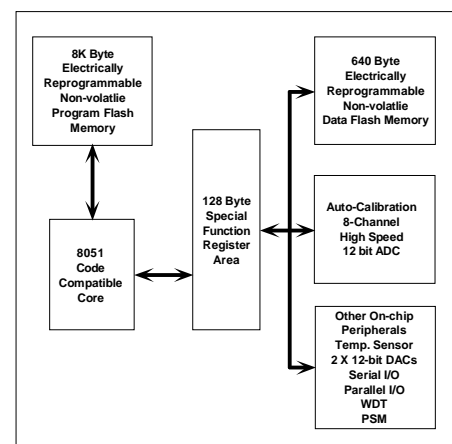 8K Byte
Electrically
Reprogrammable
Non-volatlie
Program Flash
Memory
640 Byte
Electrically
Reprogrammable
Non-volatlie
Data Flash Memory
128 Byte
Special
Function
Register
Area
Auto-Calibration
8-Channel
High Speed
12 bit ADC
8051
Code
Compatible
Core
Other On-chip
Peripherals
Temp. Sensor
2 X 12-bit DACs
Serial I/O
Parallel I/O
WDT
PSM